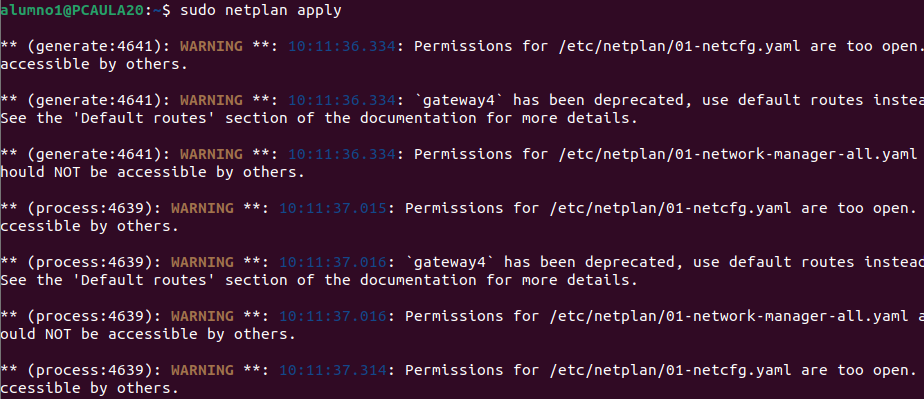 alumno1@PCAULA20:~$ sudo netplan apply
** (generate:4641): WARNING **: 10:11:36.334: Permissions for /etc/netplan/01-netcfg.yaml are too open.
accessible by others.
** (generate:4641): WARNING **: 10:11:36.334: `gateway4` has been deprecated, use default routes instea
See the 'Default routes' section of the documentation for more details.
** (generate:4641): WARNING **: 10:11:36.334: Permissions for /etc/netplan/01-network-manager-all.yaml
hould NOT be accessible by others.
** (process:4639): WARNING **: 10:11:37.015: Permissions for /etc/netplan/01-netcfg.yaml are too open.
ccessible by others.
** (process:4639): WARNING **: 10:11:37.016: `gateway4` has been deprecated, use default routes instead
See the 'Default routes' section of the documentation for more details.
** (process:4639): WARNING **: 10:11:37.016: Permissions for /etc/netplan/01-network-manager-all.yaml a
ould NOT be accessible by others.
** (process:4639): WARNING **: 10:11:37.314: Permissions for /etc/netplan/01-netcfg.yaml are too open.
ccessible by others.